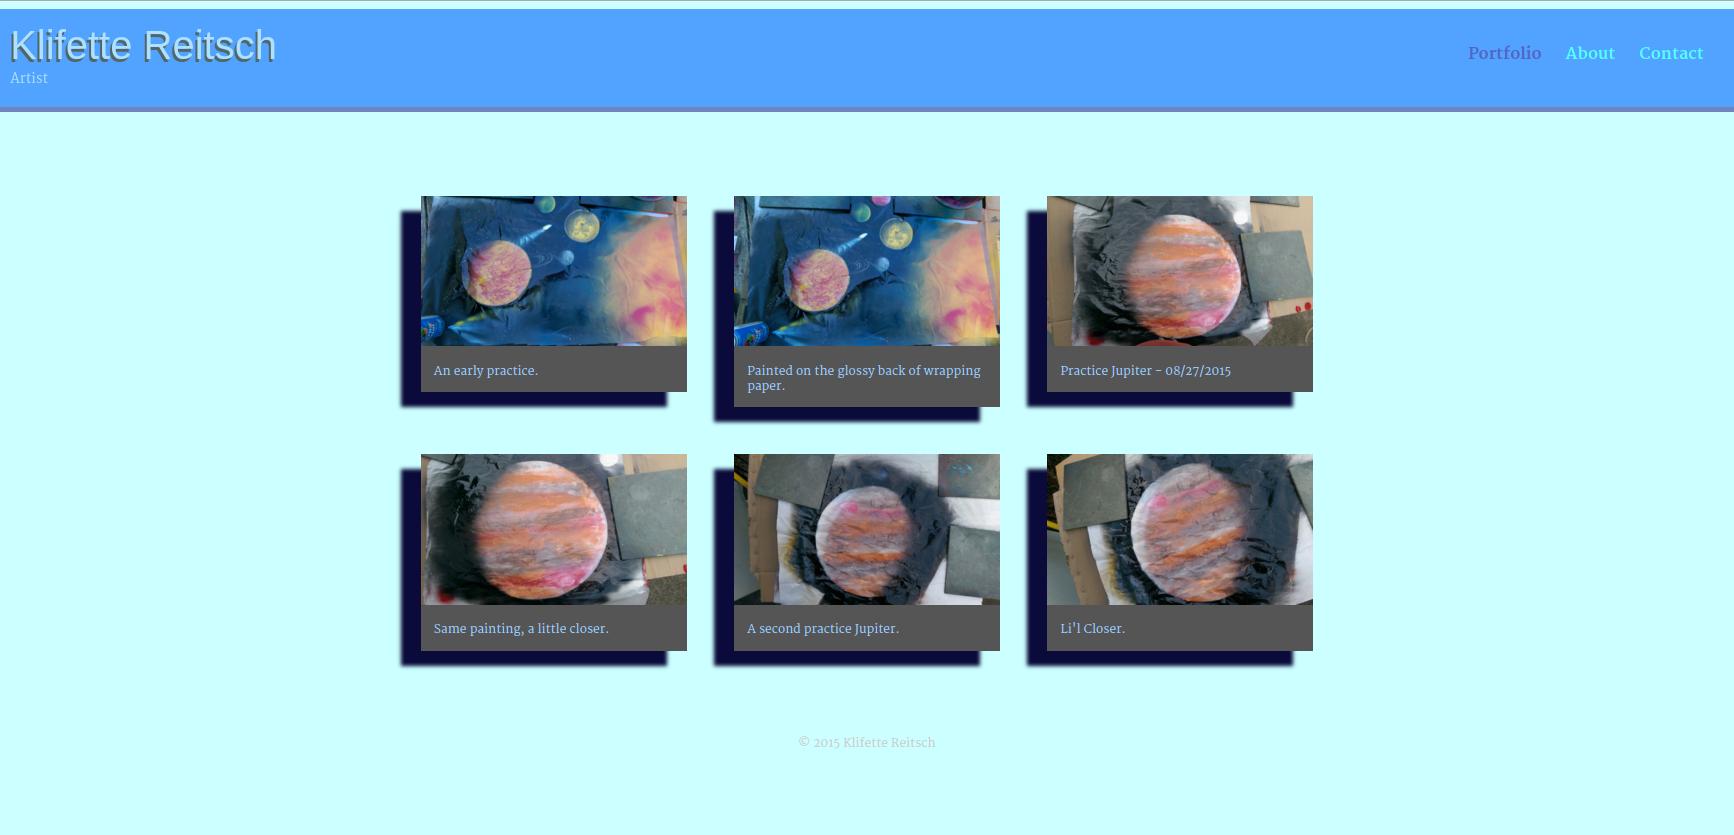 Klifette Reitsch
Artist
Portfolio About Contact
An early practice.
Painted on the glossy back of wrapping
paper.
Practice Jupiter - 08/27/2015
Same painting, a little closer.
A second practice Jupiter.
Li'l Closer.
© 2015 Klifette Reitsch